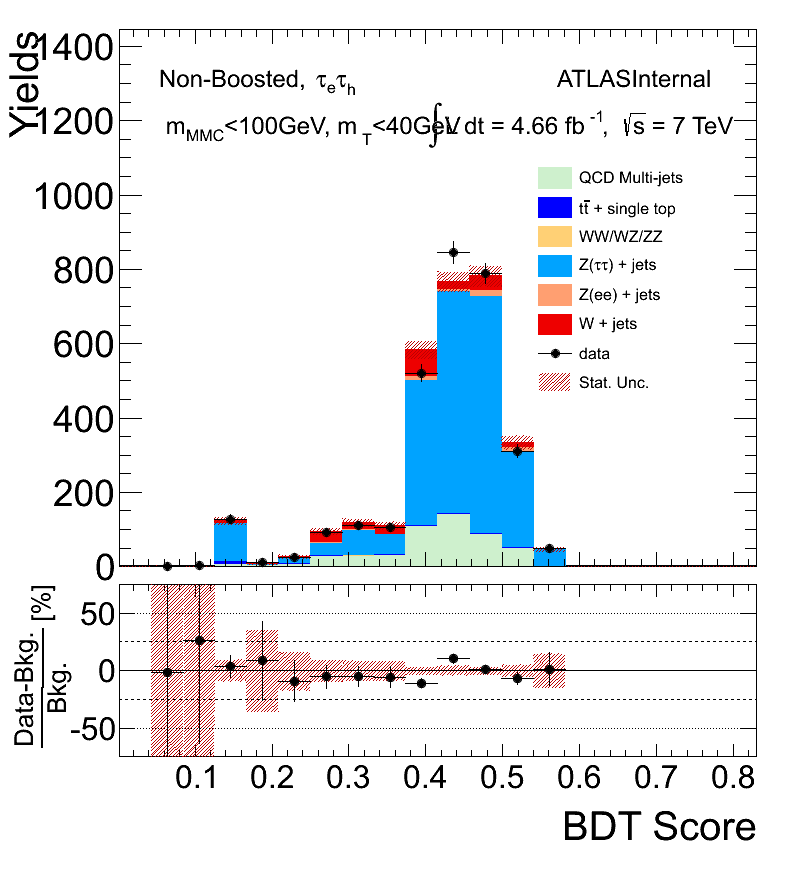 Yields
1400
1200
1000
800
600
400
200
0
Non-Boosted, τeτh
ATLASInternal
mMMC<100GeV, mT<40GeV
∫L dt = 4.66 fb-1, √s = 7 TeV
QCD Multi-jets
tt̄ + single top
WW/WZ/ZZ
Z(ττ) + jets
Z(ee) + jets
W + jets
data
Stat. Unc.
Data-Bkg.
Bkg.
[%]
50
0
-50
0.1 0.2 0.3 0.4 0.5 0.6 0.7 0.8
BDT Score